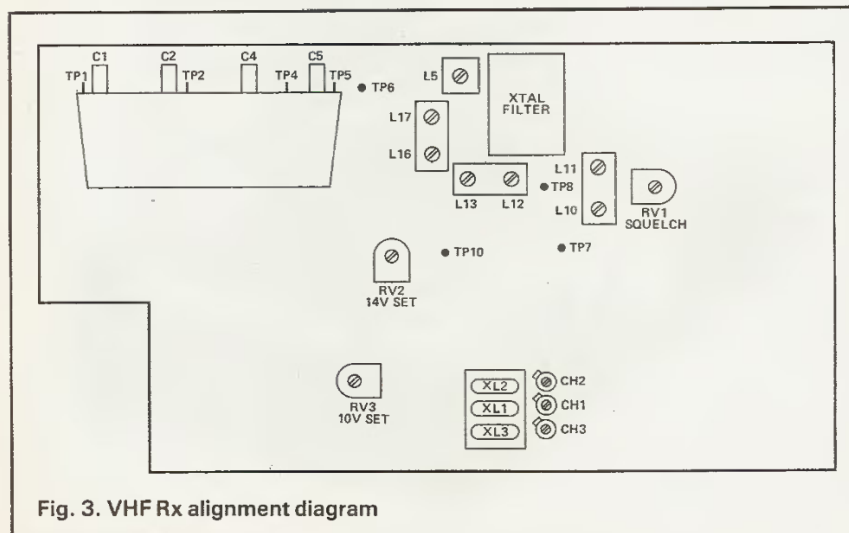 C1 C2 C4 C5
TP1 TP2 TP4 TP5
TP6
L5
XTAL
FILTER
L17
L16
L13 L12
TP8
L11
L10
RV1
SQUELCH
TP10
TP7
RV2
14V SET
RV3
10V SET
XL2
XL1
XL3
CH2
CH1
CH3
Fig. 3. VHF Rx alignment diagram